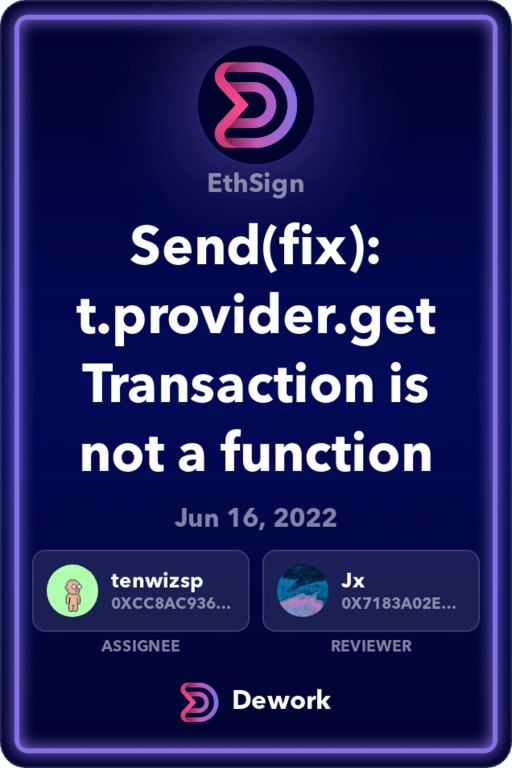 EthSign
Send(fix):
t.provider.get
Transaction is
not a function
Jun 16, 2022
tenwizsp
0XCC8AC936...
ASSIGNEE
Jx
0X7183A02E...
REVIEWER
Dework